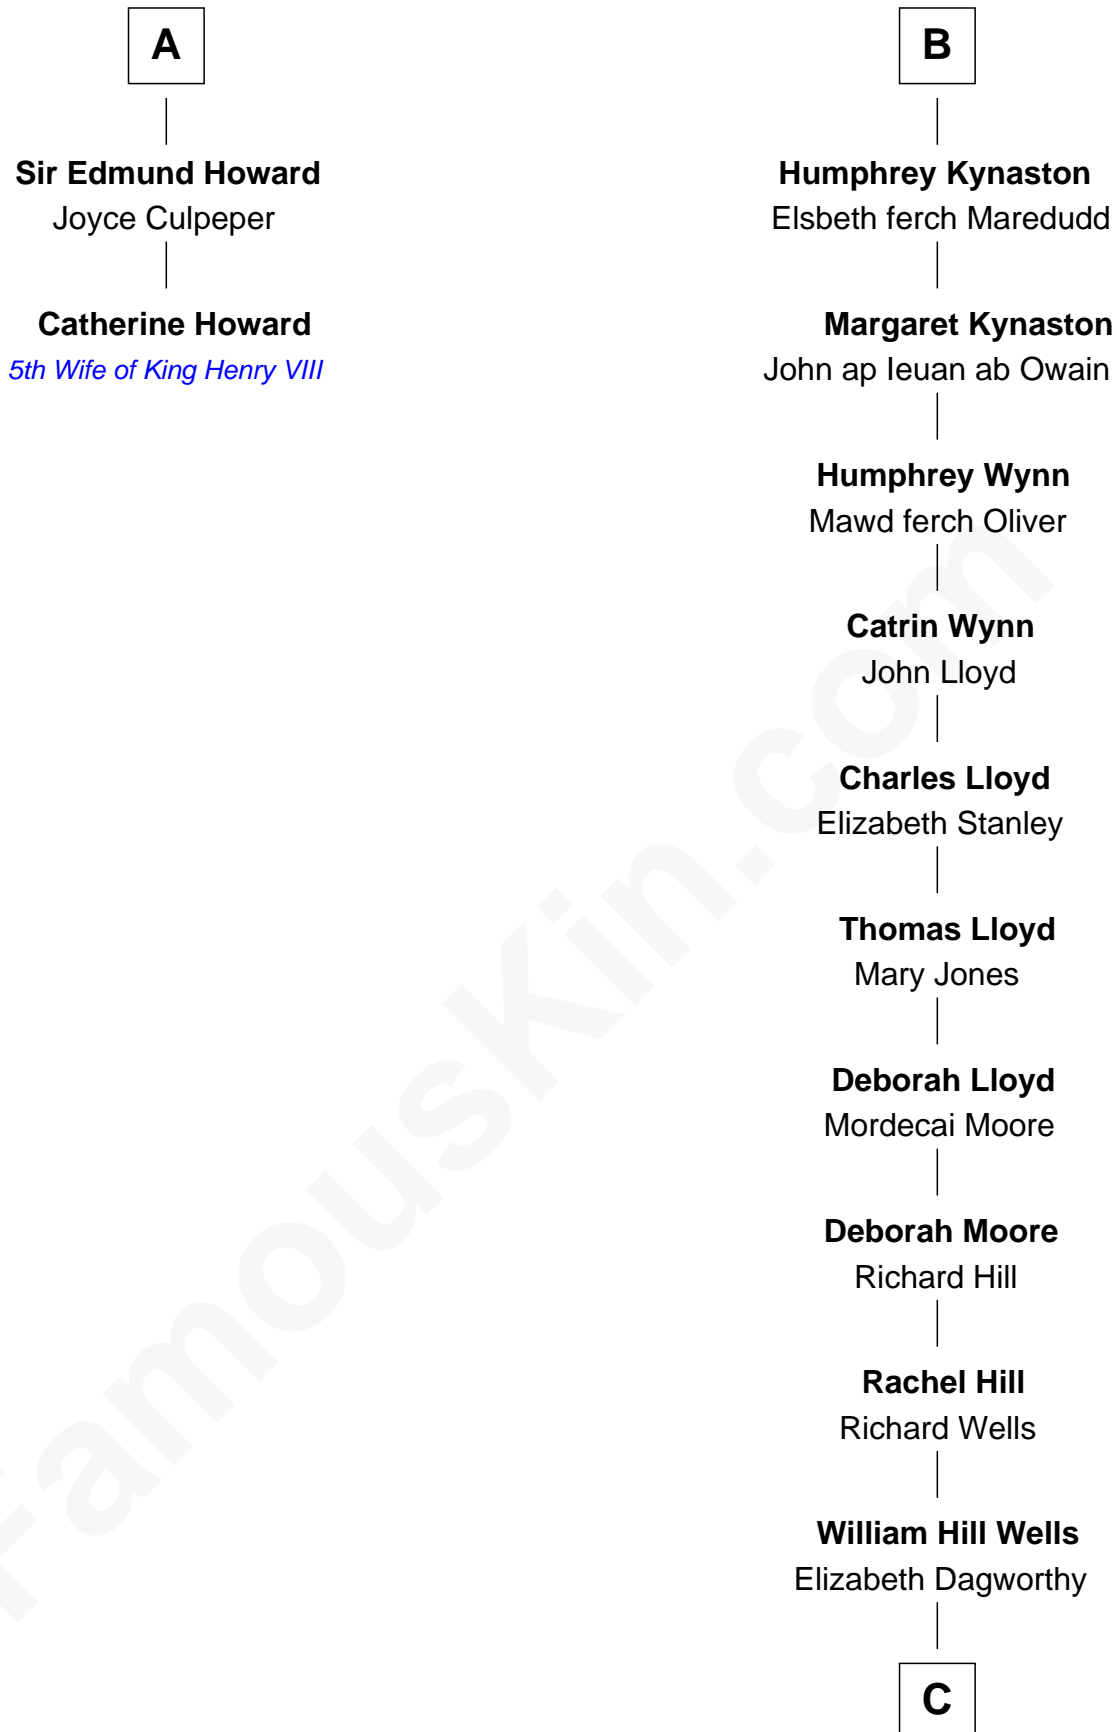 A
Sir Edmund Howard
Joyce Culpeper
Catherine Howard
5th Wife of King Henry VIII
B
Humphrey Kynaston
Elsbeth ferch Maredudd
Margaret Kynaston
John ap Ieuan ab Owain
Humphrey Wynn
Mawd ferch Oliver
Catrin Wynn
John Lloyd
Charles Lloyd
Elizabeth Stanley
Thomas Lloyd
Mary Jones
Deborah Lloyd
Mordecai Moore
Deborah Moore
Richard Hill
Rachel Hill
Richard Wells
William Hill Wells
Elizabeth Dagworthy
C
FamousKin.com